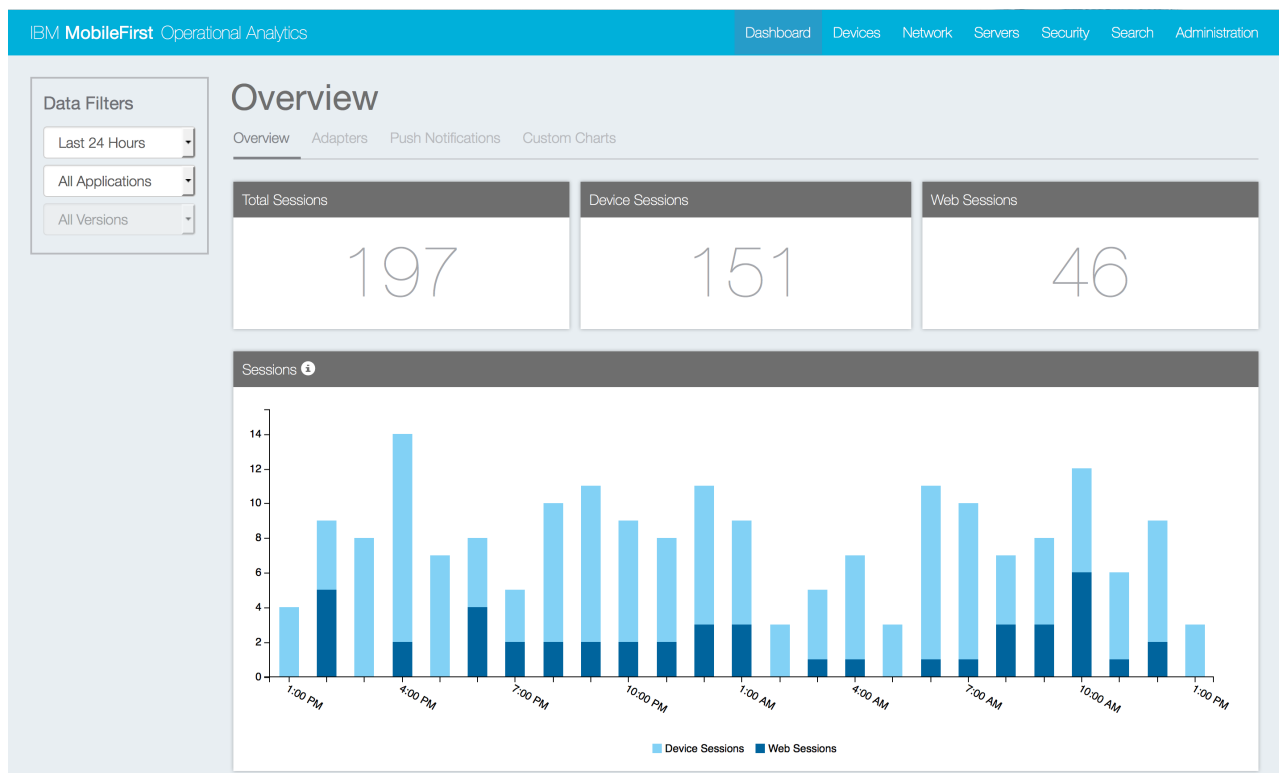 IBM MobileFirst Operational Analytics
Dashboard Devices Network Servers Security Search Administration
Data Filters
Last 24 Hours
All Applications
All Versions
Overview
Overview Adapters Push Notifications Custom Charts
Total Sessions
197
Device Sessions
151
Web Sessions
46
Sessions i
14
12
10
8
6
4
2
0
1:00 PM 4:00 PM 7:00 PM 10:00 PM 1:00 AM 4:00 AM 7:00 AM 10:00 AM 1:00 PM
Device Sessions Web Sessions